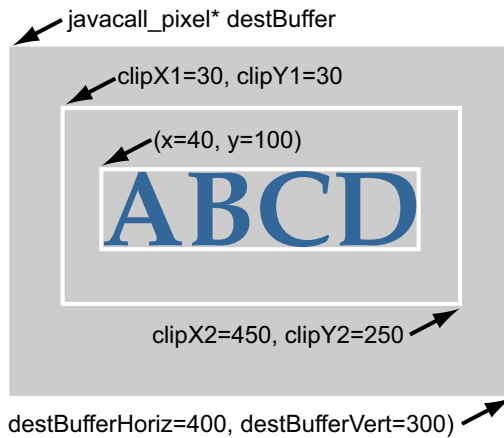 javacall_pixel* destBuffer
clipX1=30, clipY1=30
(x=40, y=100)
ABCD
clipX2=450, clipY2=250
destBufferHoriz=400, destBufferVert=300)